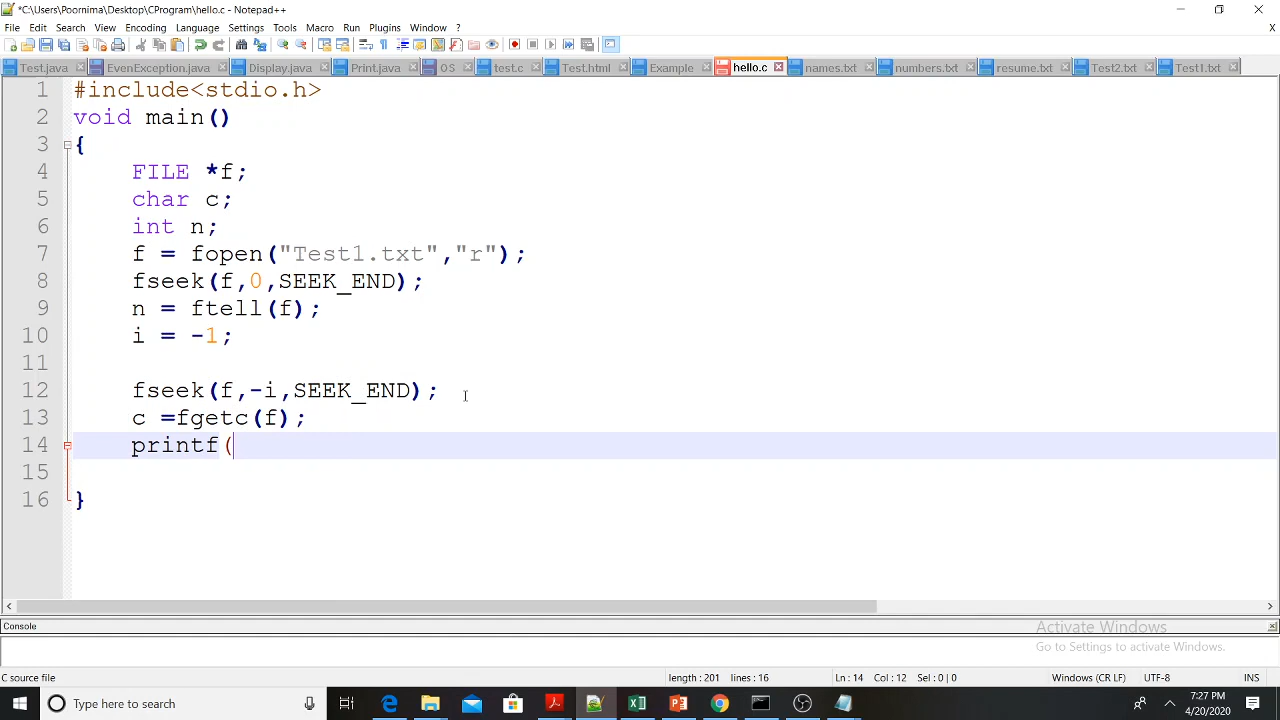 *C:\Users\Poornima\Desktop\CProgram\hello.c - Notepad++
File Edit Search View Encoding Language Settings Tools Macro Run Plugins Window ? X
Test.java EvenException.java Display.java Print.java OS test.c Test.html Example hello.c names.txt numbers.txt resume.txt Test2.txt Test1.txt
1 #include<stdio.h>
2 void main()
3 {
4 FILE *f;
5 char c;
6 int n;
7 f = fopen("Test1.txt","r");
8 fseek(f,0,SEEK_END);
9 n = ftell(f);
10 i = -1;
11
12 fseek(f,-i,SEEK_END);
13 c =fgetc(f);
14 printf(
15
16 }
Console
Activate Windows
Go to Settings to activate Windows.
C source file length : 201 lines : 16 Ln : 14 Col : 12 Sel : 0 | 0 Windows (CR LF) UTF-8 INS
Type here to search
7:27 PM
4/20/2020